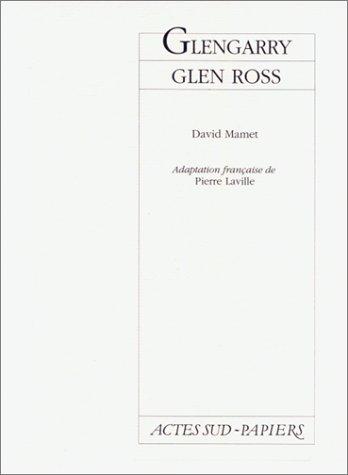 GLENGARRY
GLEN ROSS
David Mamet
Adaptation française de
Pierre Laville
ACTES SUD-PAPIERS